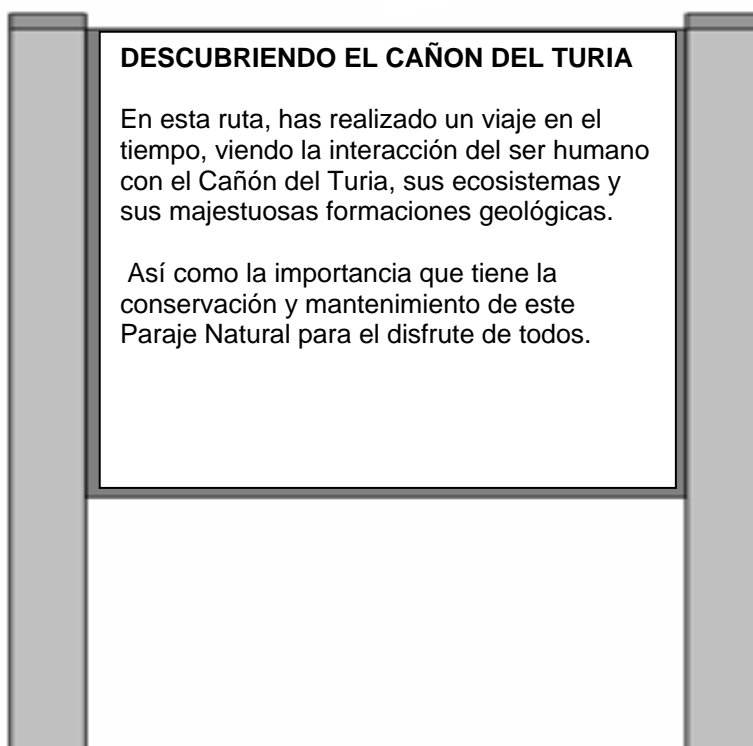 DESCUBRIENDO EL CAÑON DEL TURIA
En esta ruta, has realizado un viaje en el
tiempo, viendo la interacción del ser humano
con el Cañón del Turia, sus ecosistemas y
sus majestuosas formaciones geológicas.
Así como la importancia que tiene la
conservación y mantenimiento de este
Paraje Natural para el disfrute de todos.